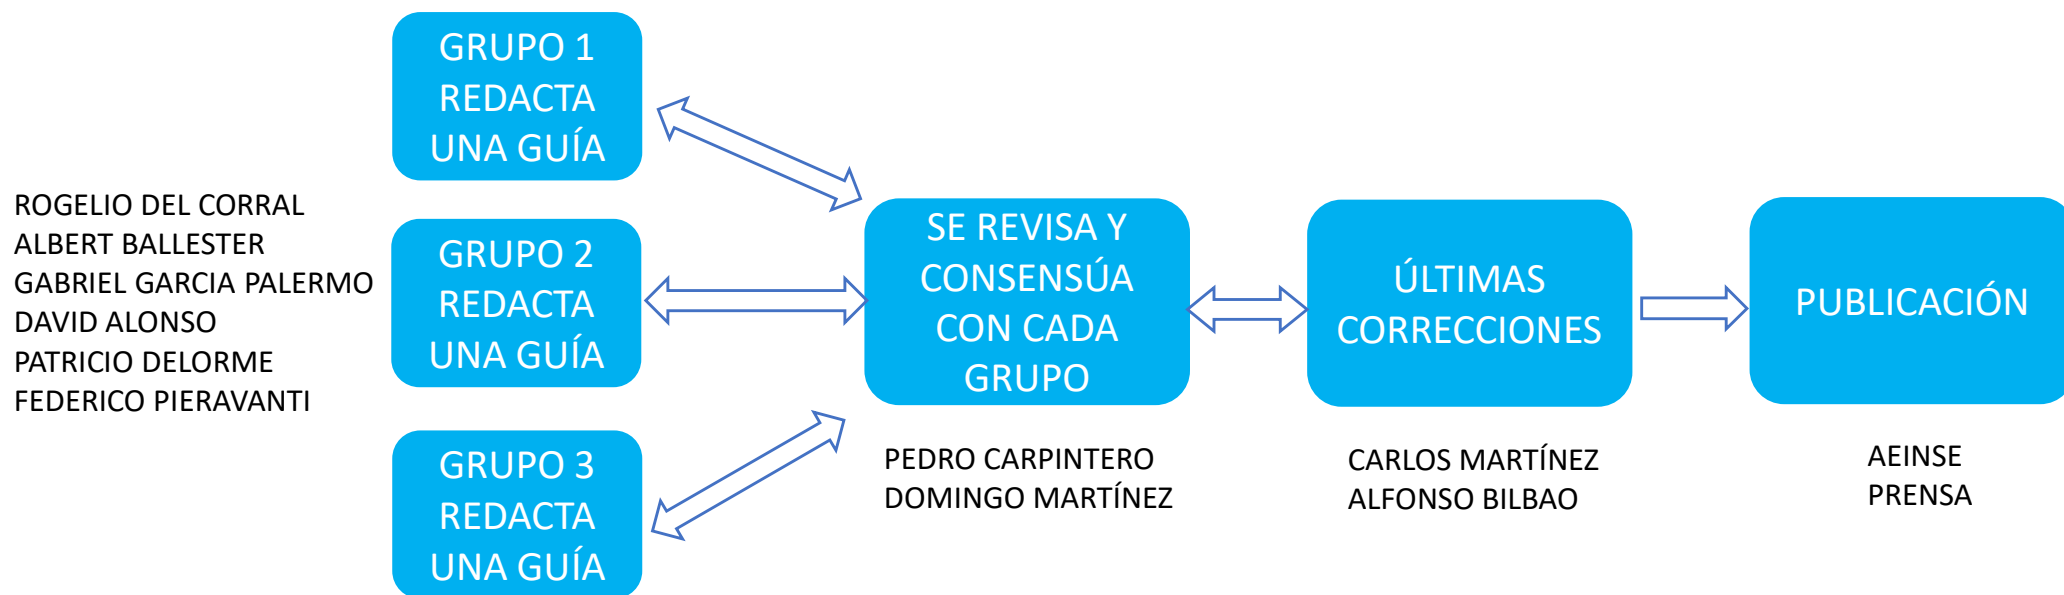 ROGELIO DEL CORRAL
ALBERT BALLESTER
GABRIEL GARCIA PALERMO
DAVID ALONSO
PATRICIO DELORME
FEDERICO PIERAVANTI
GRUPO 1
REDACTA
UNA GUÍA
GRUPO 2
REDACTA
UNA GUÍA
GRUPO 3
REDACTA
UNA GUÍA
SE REVISA Y
CONSENSÚA
CON CADA
GRUPO
PEDRO CARPINTERO
DOMINGO MARTÍNEZ
ÚLTIMAS
CORRECCIONES
CARLOS MARTÍNEZ
ALFONSO BILBAO
PUBLICACIÓN
AEINSE
PRENSA